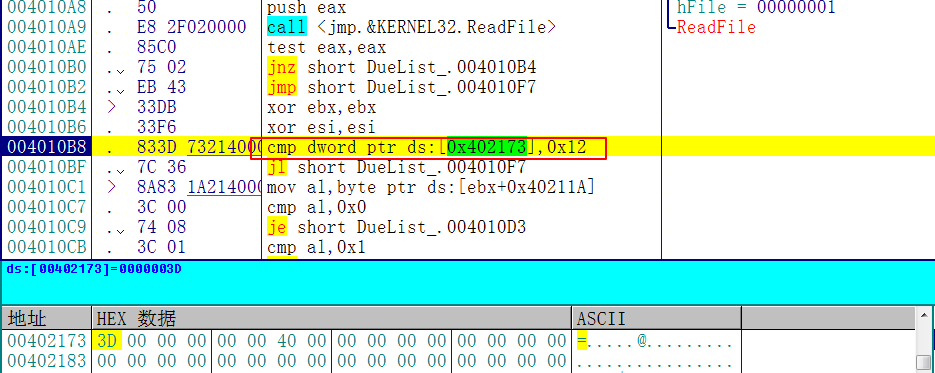 004010A8 . 50 push eax hFile = 00000001
004010A9 . E8 2F020000 call <jmp.&KERNEL32.ReadFile> ReadFile
004010AE . 85C0 test eax,eax
004010B0 .. 75 02 jnz short DueList_.004010B4
004010B2 .. EB 43 jmp short DueList_.004010F7
004010B4 > 33DB xor ebx,ebx
004010B6 . 33F6 xor esi,esi
004010B8 . 833D 7321400 cmp dword ptr ds:[0x402173],0x12
004010BF .. 7C 36 jl short DueList_.004010F7
004010C1 > 8A83 1A214000 mov al,byte ptr ds:[ebx+0x40211A]
004010C7 . 3C 00 cmp al,0x0
004010C9 .. 74 08 je short DueList_.004010D3
004010CB . 3C 01 cmp al,0x1
ds:[00402173]=0000003D
地址 HEX 数据 ASCII
00402173 3D 00 00 00 00 00 40 00 00 00 00 00 00 00 00 00 =.....@.........
00402183 00 00 00 00 00 00 00 00 00 00 00 00 00 00 00 00 ................